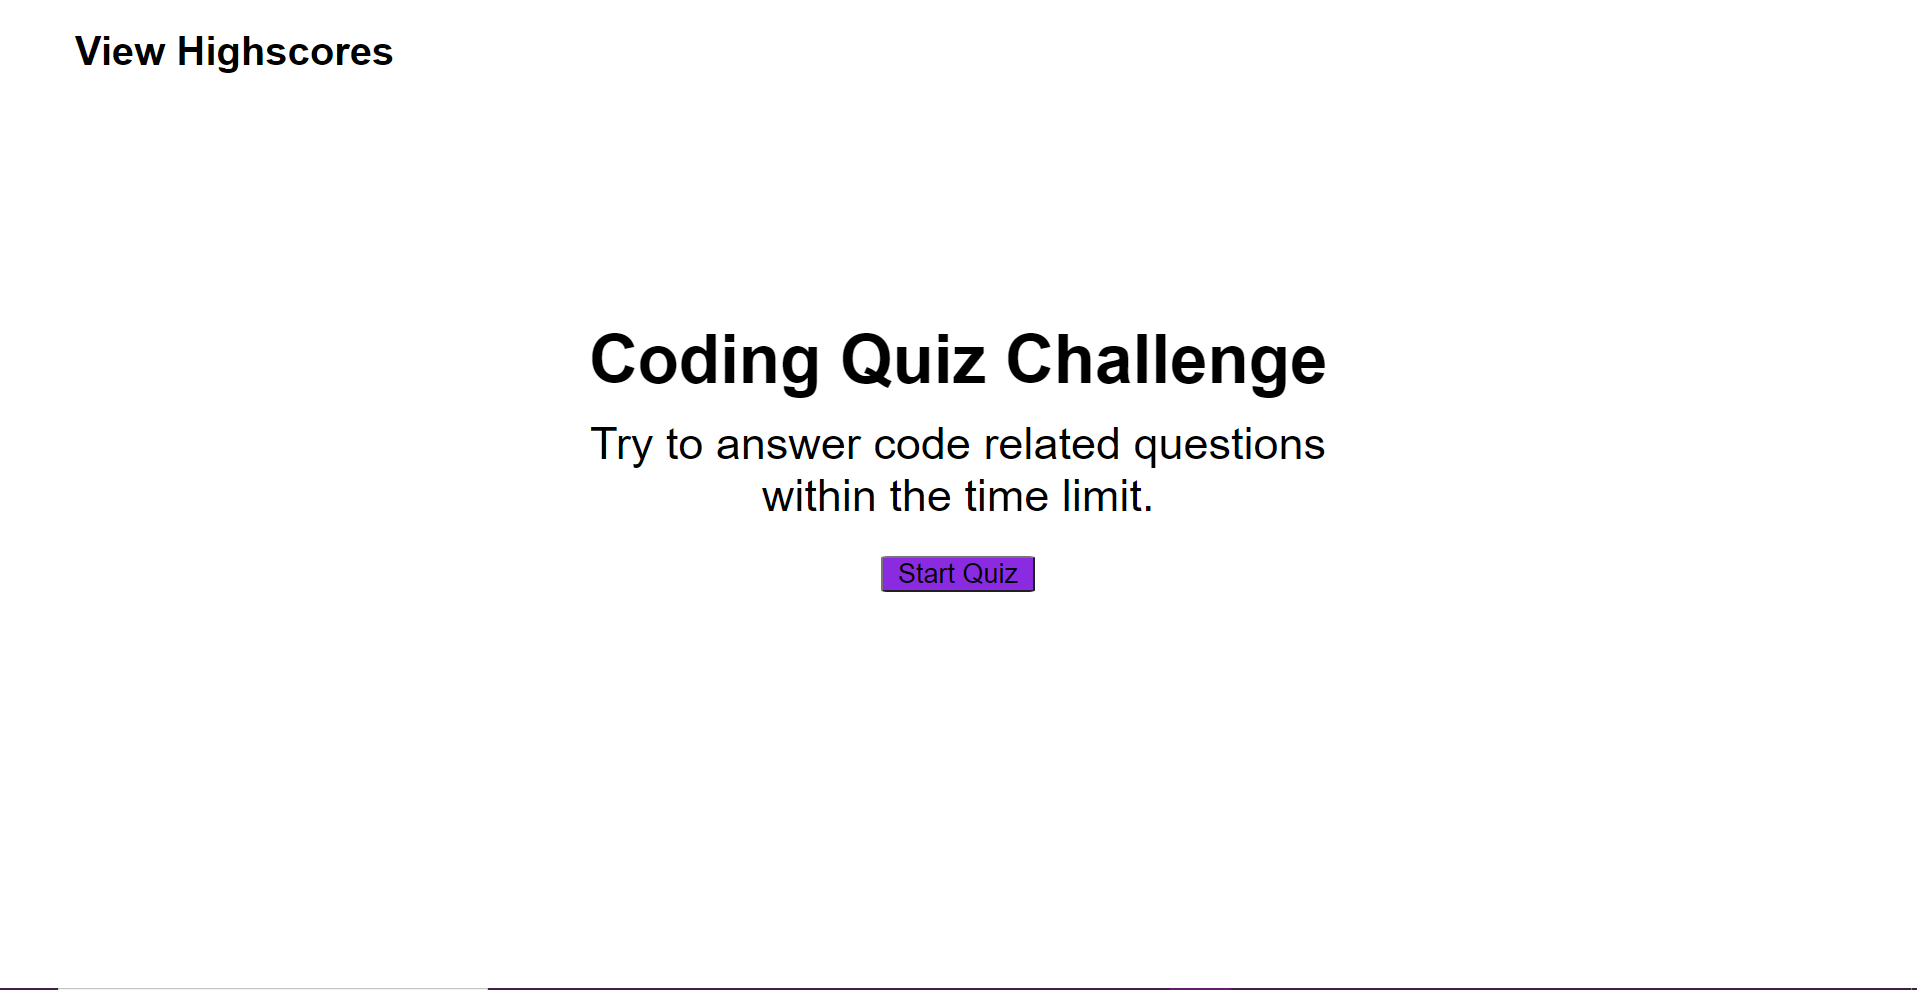 View Highscores
Coding Quiz Challenge
Try to answer code related questions
within the time limit.
Start Quiz